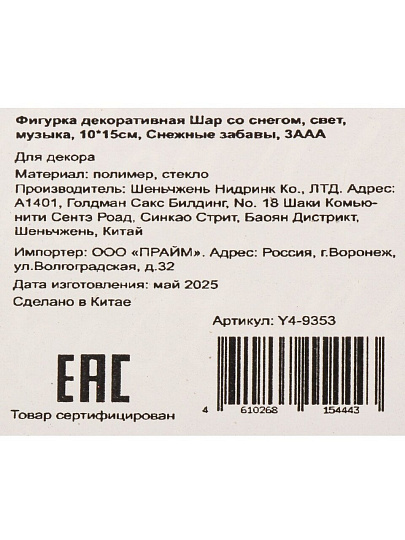 Фигурка декоративная Шар со снегом, свет,
музыка, 10*15см, Снежные забавы, 3ААА
Для декора
Материал: полимер, стекло
Производитель: Шеньчжень Нидринк Ко., ЛТД. Адрес:
А1401, Голдман Сакс Билдинг, No. 18 Шаки Комью-
нити Сентэ Роад, Синкао Стрит, Баоян Дистрикт,
Шеньчжень, Китай
Импортер: ООО «ПРАЙМ». Адрес: Россия, г.Воронеж,
ул.Волгоградская, д.32
Дата изготовления: май 2025
Сделано в Китае
Артикул: Y4-9353
EAC
Товар сертифицирован
4 610268 154443